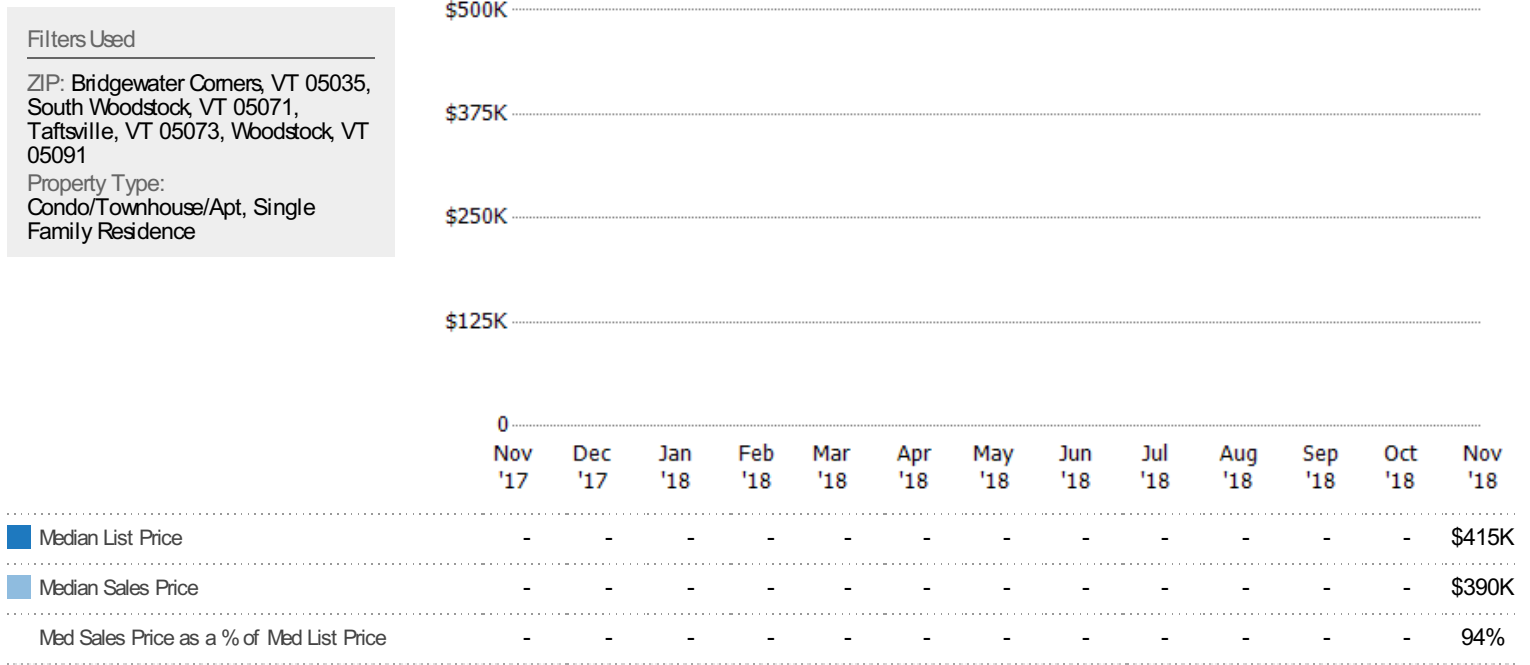 Filters Used
ZIP: Bridgewater Corners, VT 05035,
South Woodstock, VT 05071,
Taftsville, VT 05073, Woodstock, VT
05091
Property Type:
Condo/Townhouse/Apt, Single
Family Residence
$500K
$375K
$250K
$125K
0
Nov '17 Dec '17 Jan '18 Feb '18 Mar '18 Apr '18 May '18 Jun '18 Jul '18 Aug '18 Sep '18 Oct '18 Nov '18
Median List Price - - - - - - - - - - - - $415K
Median Sales Price - - - - - - - - - - - - $390K
Med Sales Price as a % of Med List Price - - - - - - - - - - - - 94%